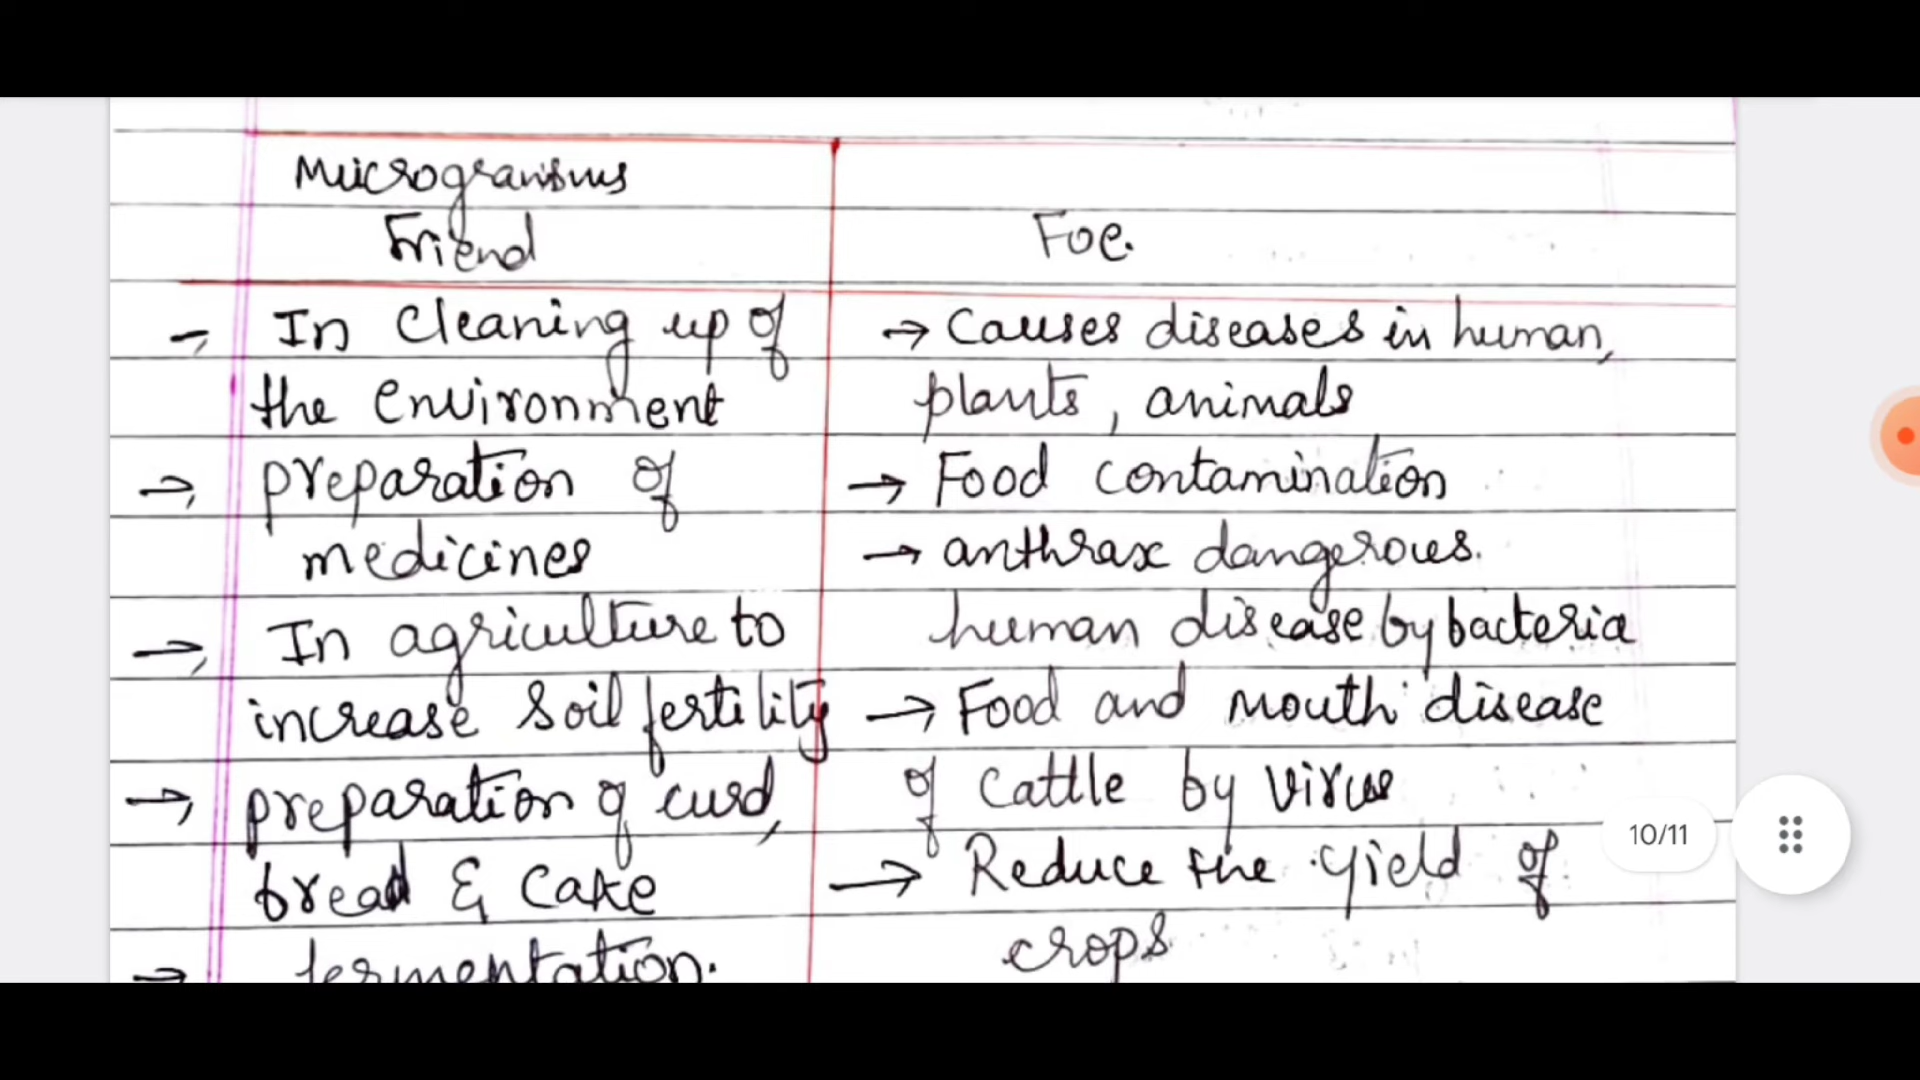 Mucrogranisms
Friend
Foe.
→ In cleaning up of
the environment
→ preparation of
medicines
→ In agriculture to
increase soil fertility
→ preparation of curd,
bread & cake
→ fermentation.
→ Causes diseases in human,
plants, animals
→ Food contamination
→ anthrax dangerous.
human disease by bacteria
→ Food and mouth disease
of cattle by virus
→ Reduce the yield of
crops
10/11